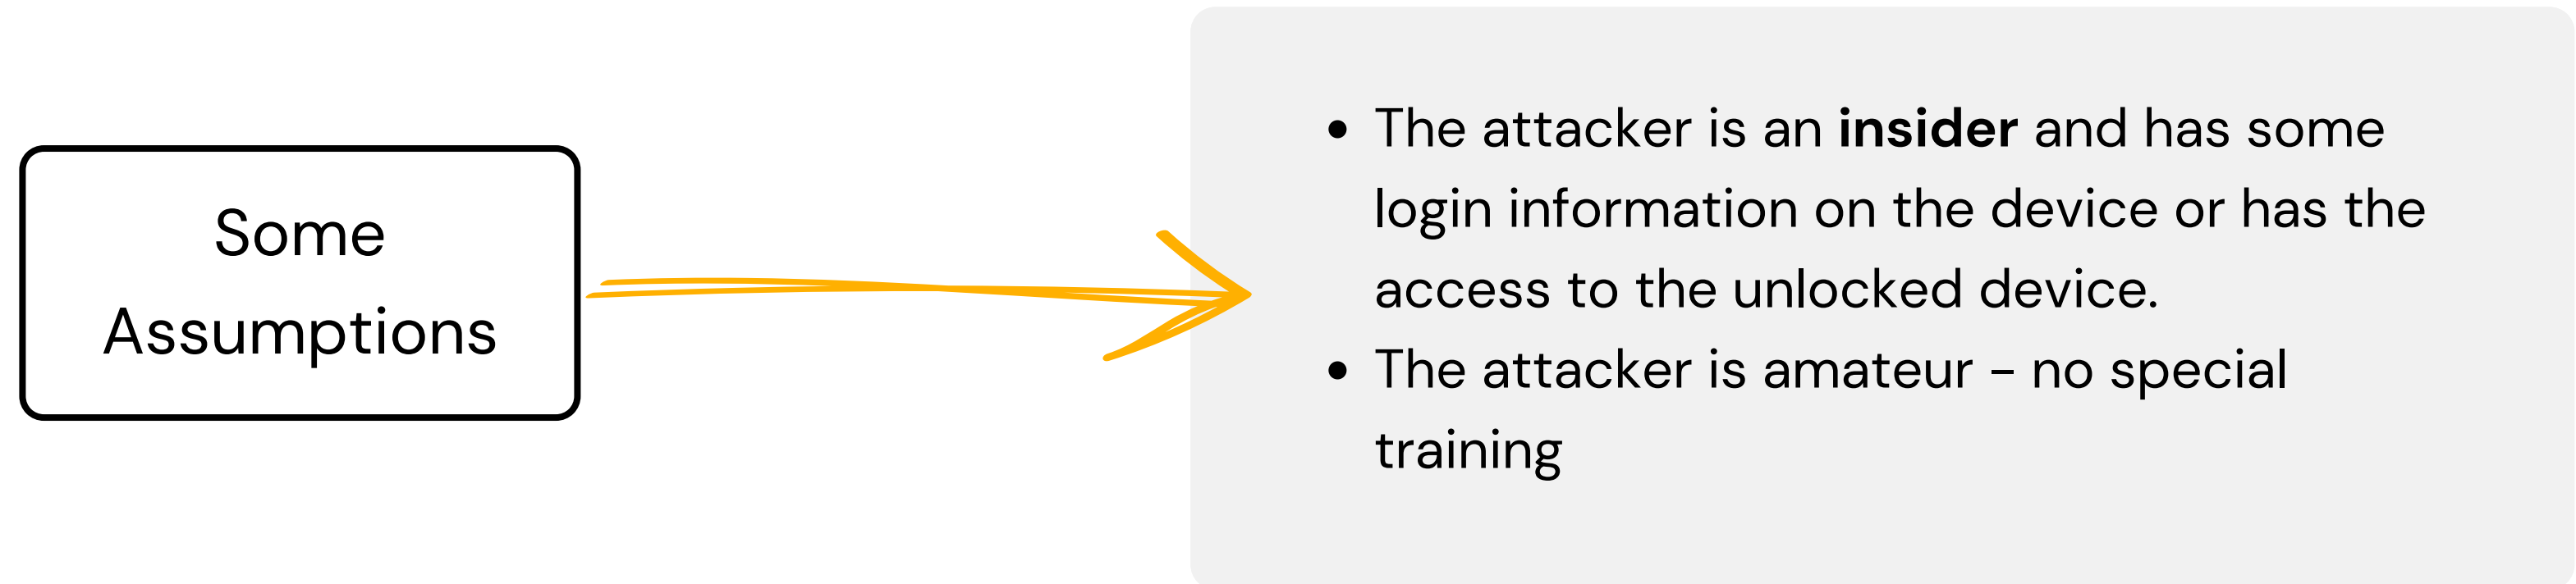 Some
Assumptions
• The attacker is an insider and has some
login information on the device or has the
access to the unlocked device.
• The attacker is amateur - no special
training